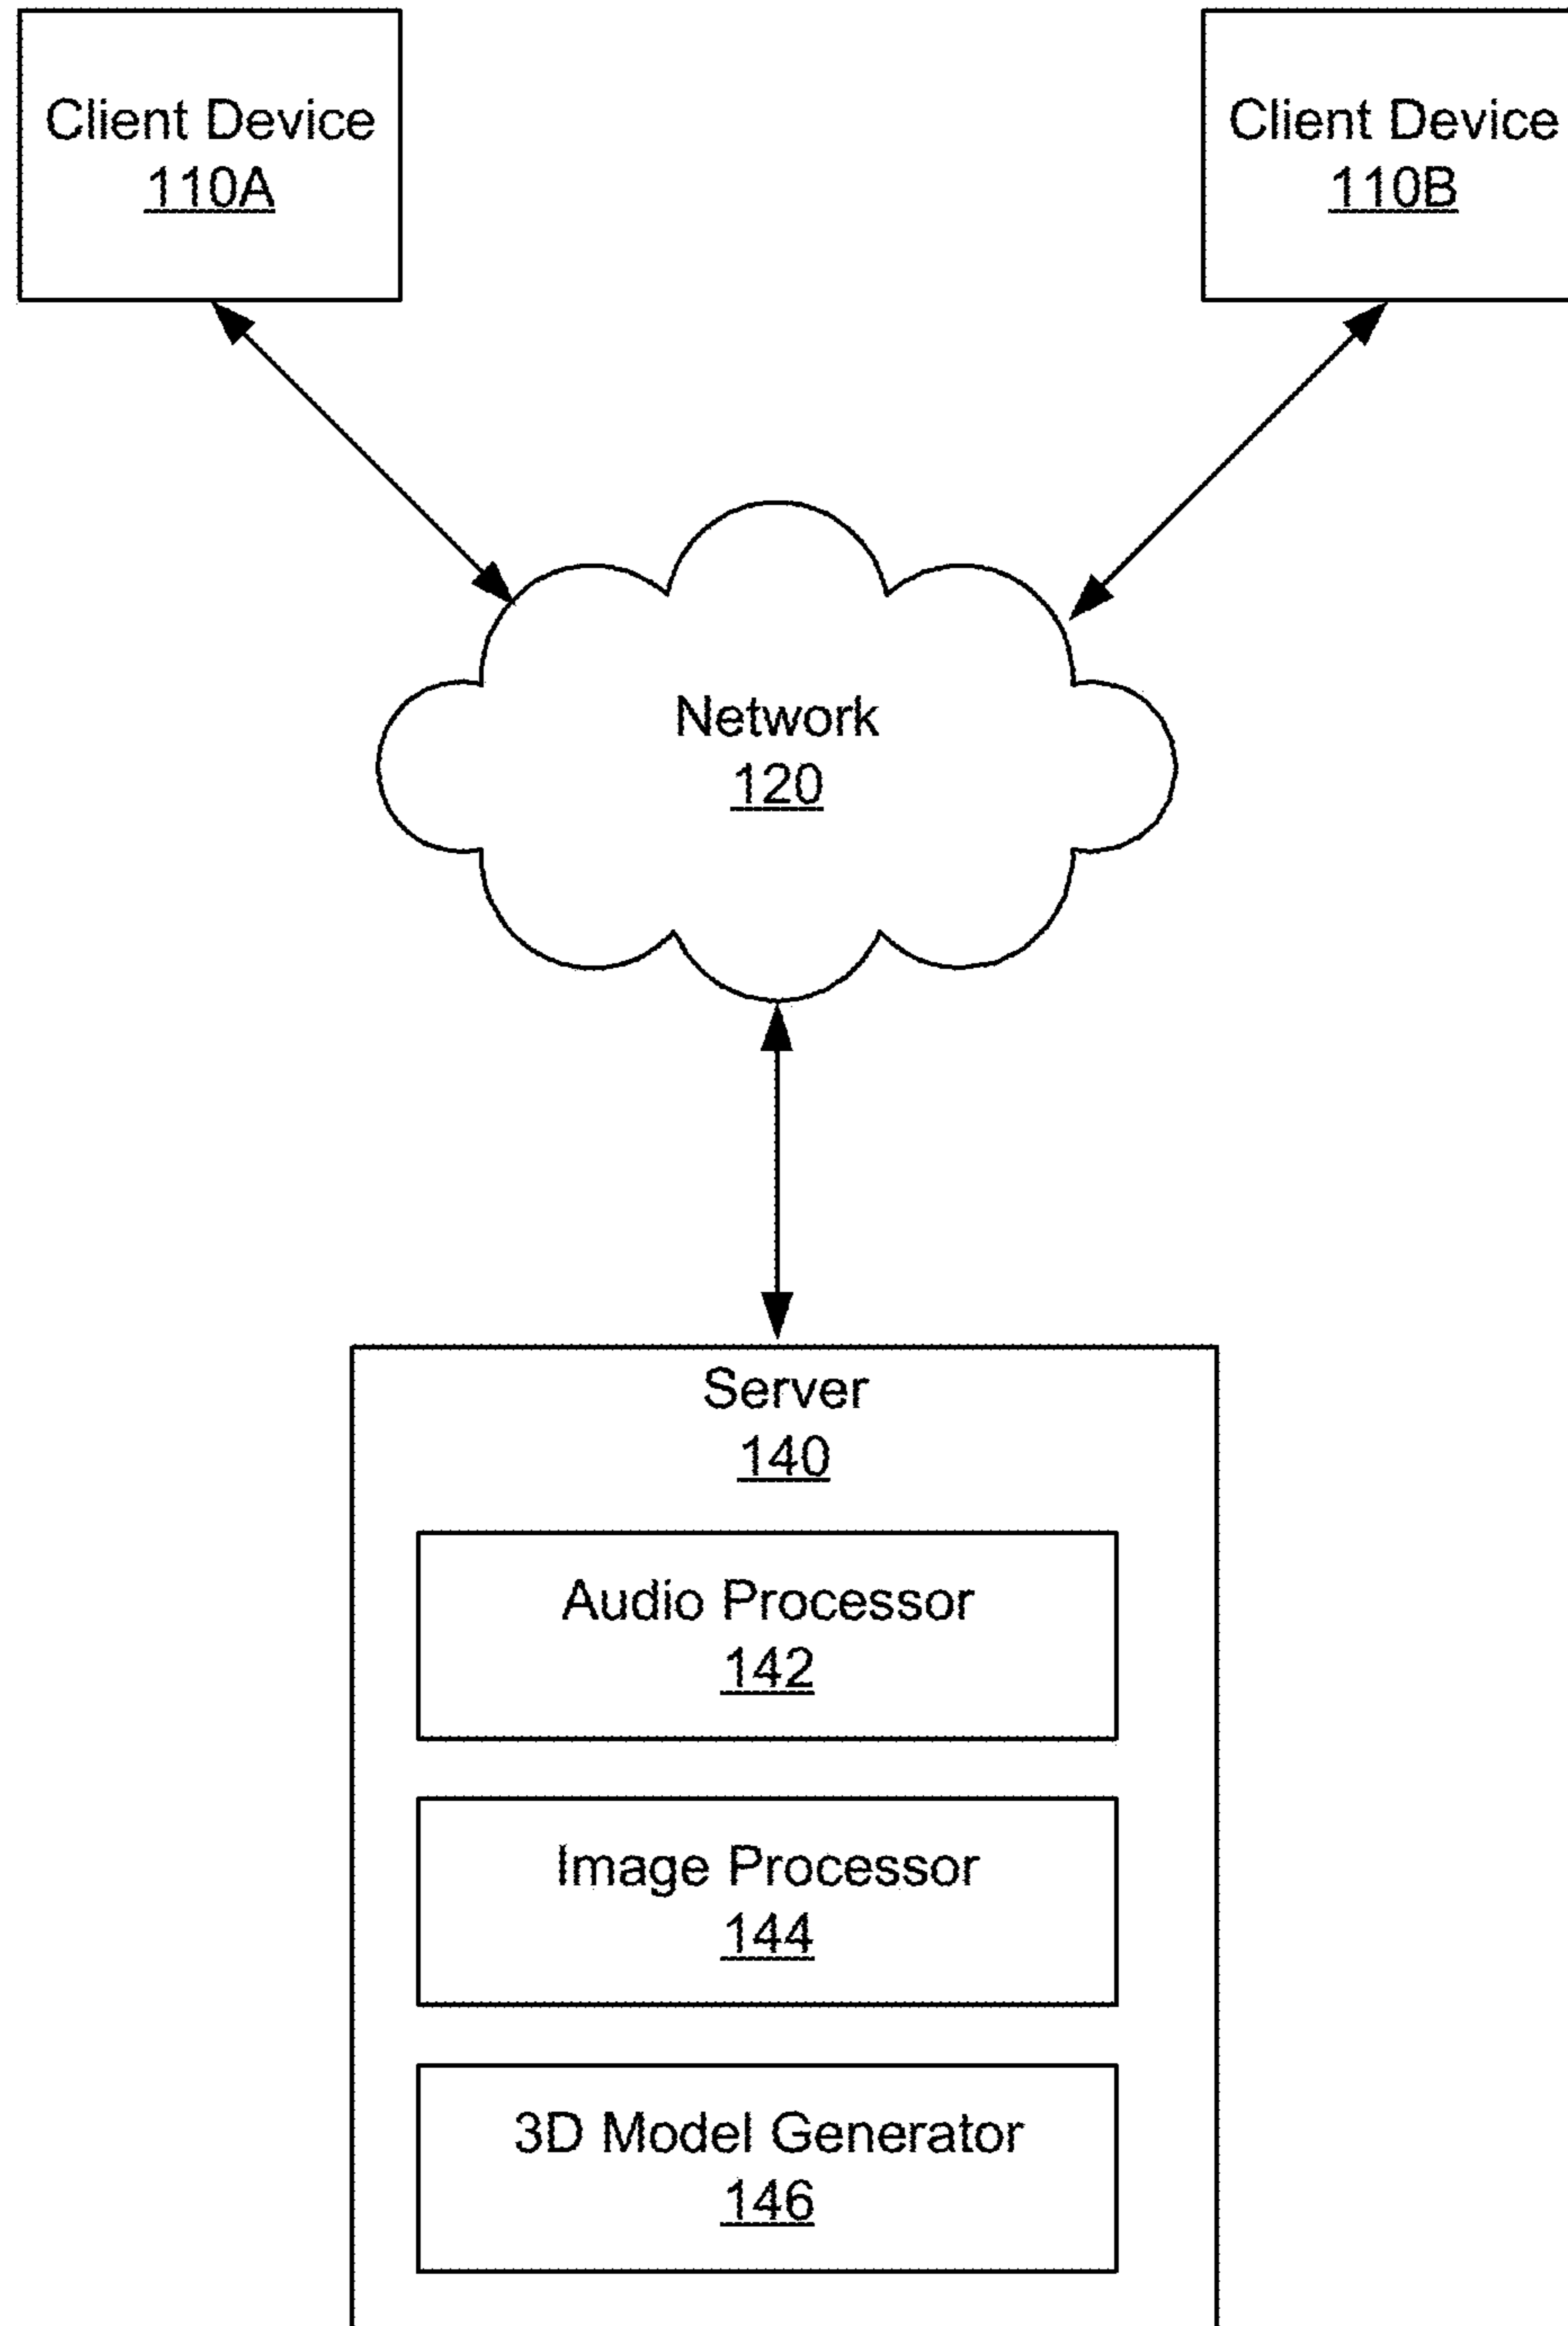 Client Device
110A
Client Device
110B
Network
120
Server
140
Audio Processor
142
Image Processor
144
3D Model Generator
146